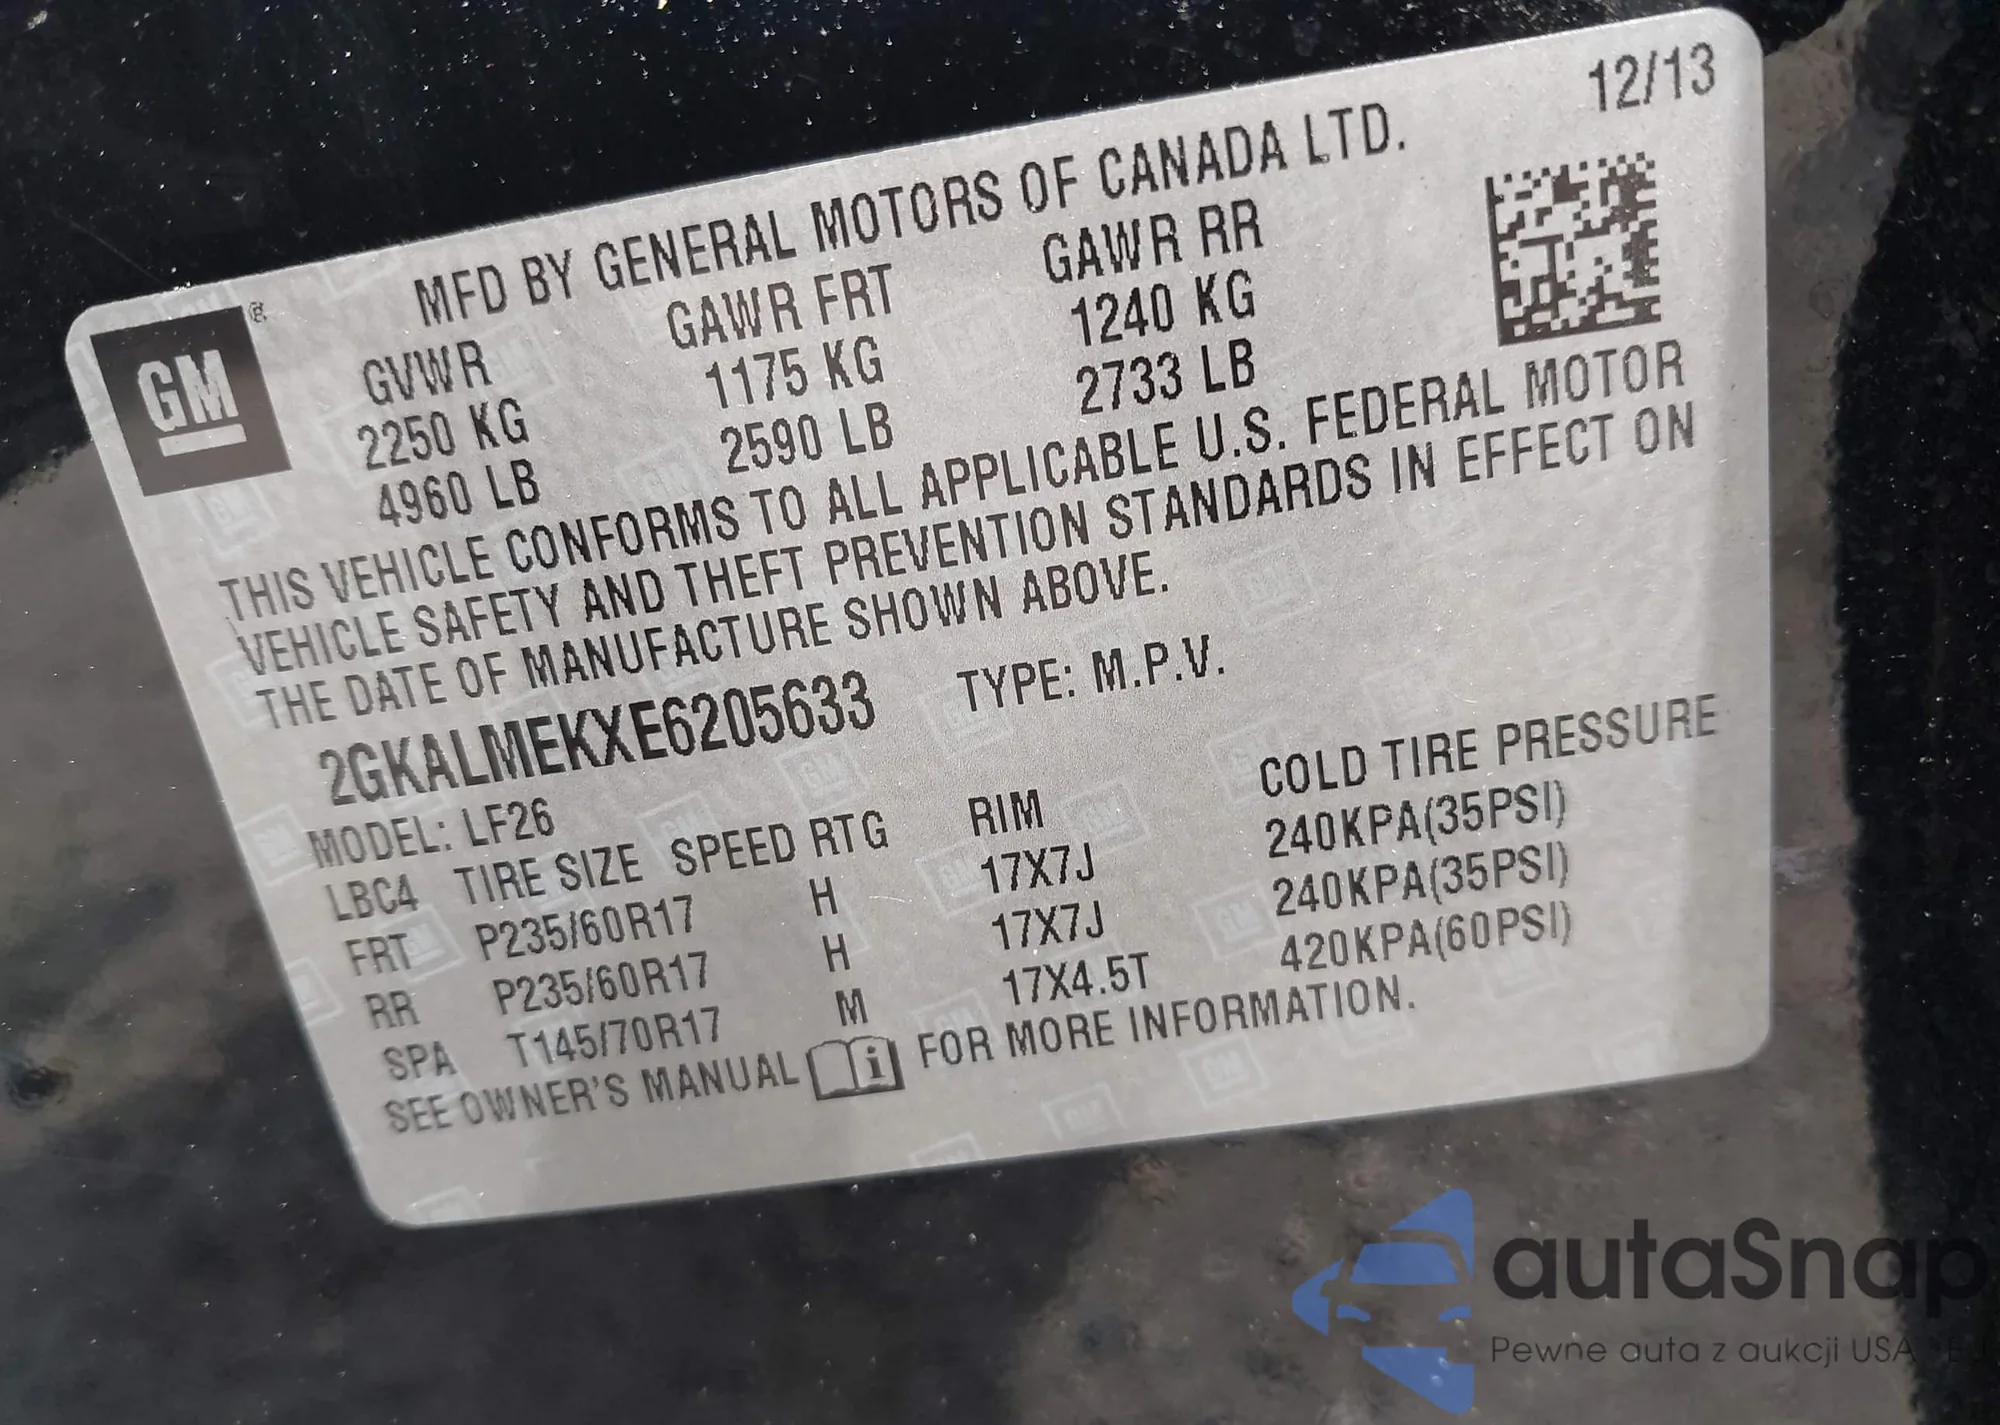 12/13
MFD BY GENERAL MOTORS OF CANADA LTD.
GM ®
GVWR GAWR FRT GAWR RR
2250 KG 1175 KG 1240 KG
4960 LB 2590 LB 2733 LB
THIS VEHICLE CONFORMS TO ALL APPLICABLE U.S. FEDERAL MOTOR
VEHICLE SAFETY AND THEFT PREVENTION STANDARDS IN EFFECT ON
THE DATE OF MANUFACTURE SHOWN ABOVE.
2GKALMEKXE6205633 TYPE: M.P.V.
MODEL: LF26
LBC4 TIRE SIZE SPEED RTG RIM COLD TIRE PRESSURE
FRT P235/60R17 H 17X7J 240KPA(35PSI)
RR P235/60R17 H 17X7J 240KPA(35PSI)
SPA T145/70R17 M 17X4.5T 420KPA(60PSI)
SEE OWNER'S MANUAL i FOR MORE INFORMATION.
autaSnap
Pewne auta z aukcji USA